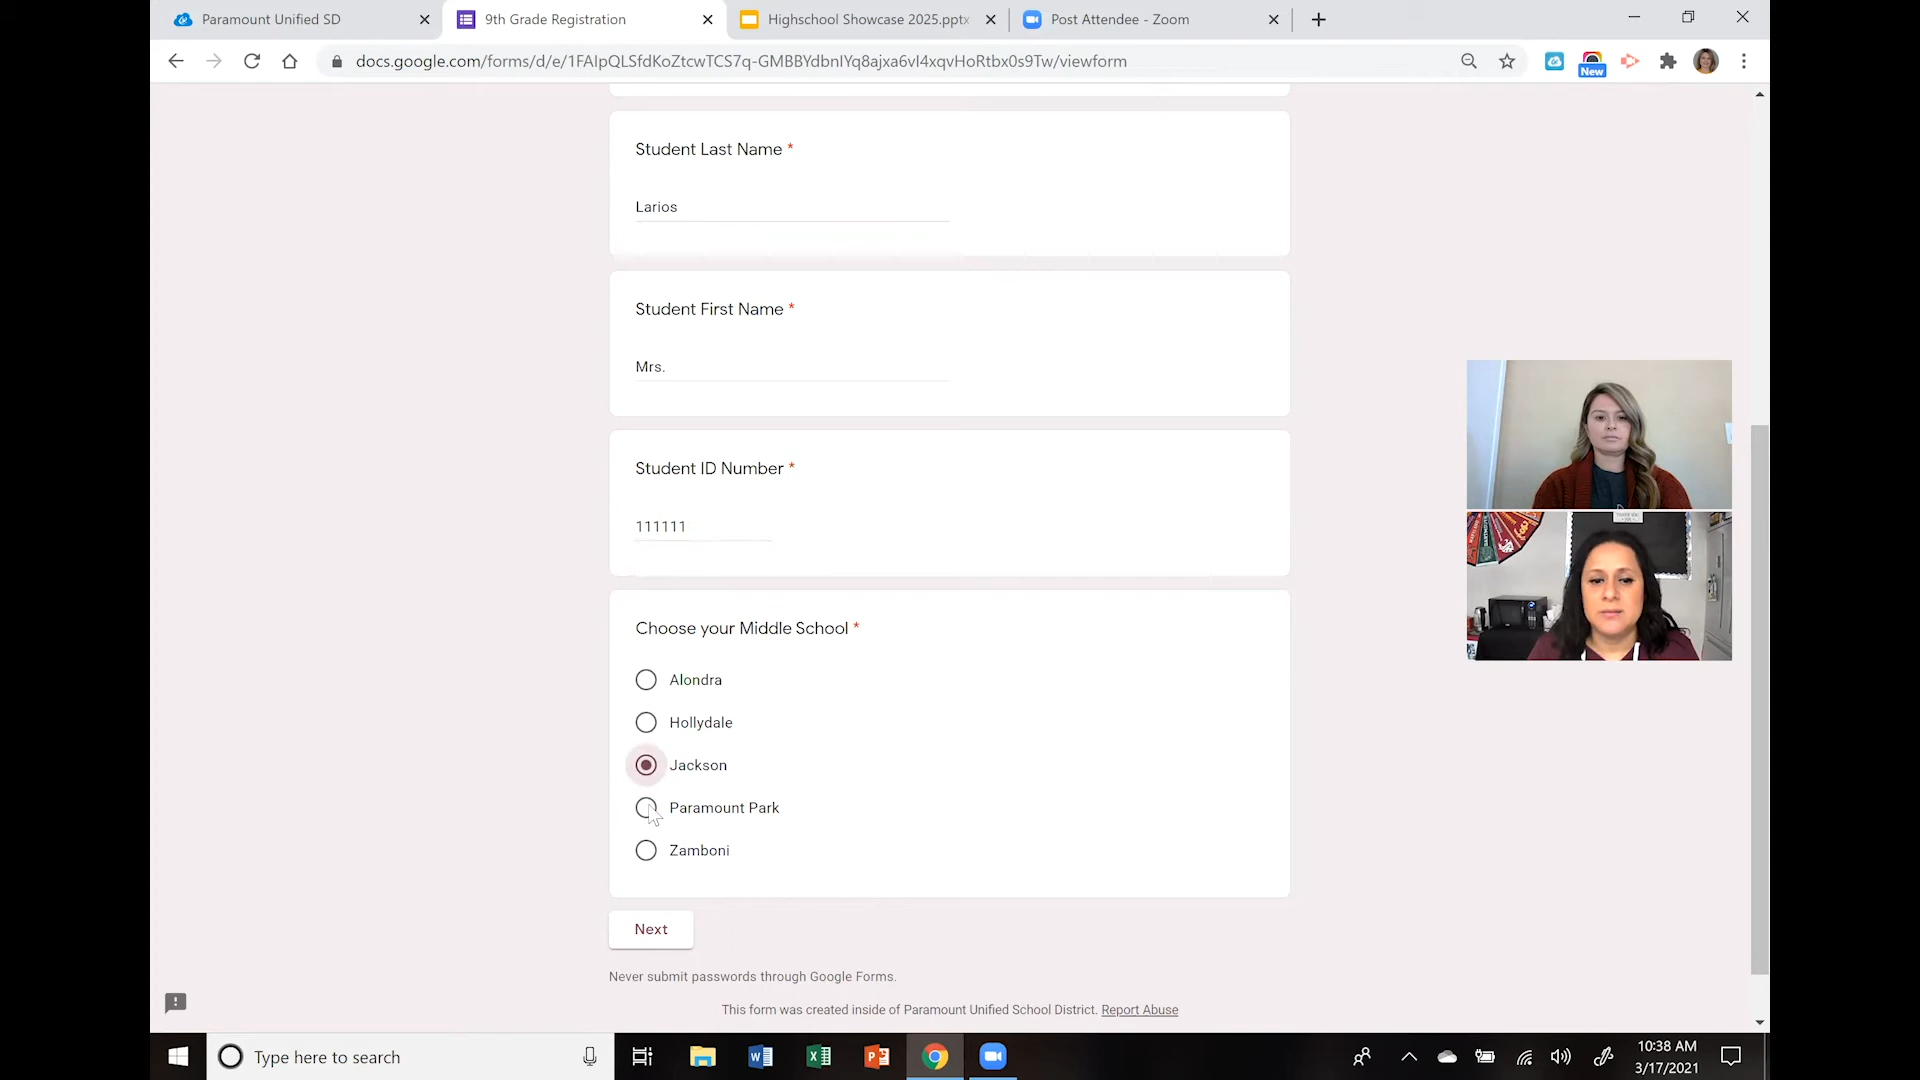 Paramount Unified SD
9th Grade Registration
Highschool Showcase 2025.pptx
Post Attendee - Zoom
docs.google.com/forms/d/e/1FAIpQLSfdKoZtcwTCS7q-GMBBYdbnIYq8ajxa6vI4xqvHoRtbx0s9Tw/viewform
New
Student Last Name *
Larios
Student First Name *
Mrs.
Student ID Number *
111111
Choose your Middle School *
Alondra
Hollydale
Jackson
Paramount Park
Zamboni
Next
Never submit passwords through Google Forms.
This form was created inside of Paramount Unified School District. Report Abuse
Type here to search
10:38 AM
3/17/2021